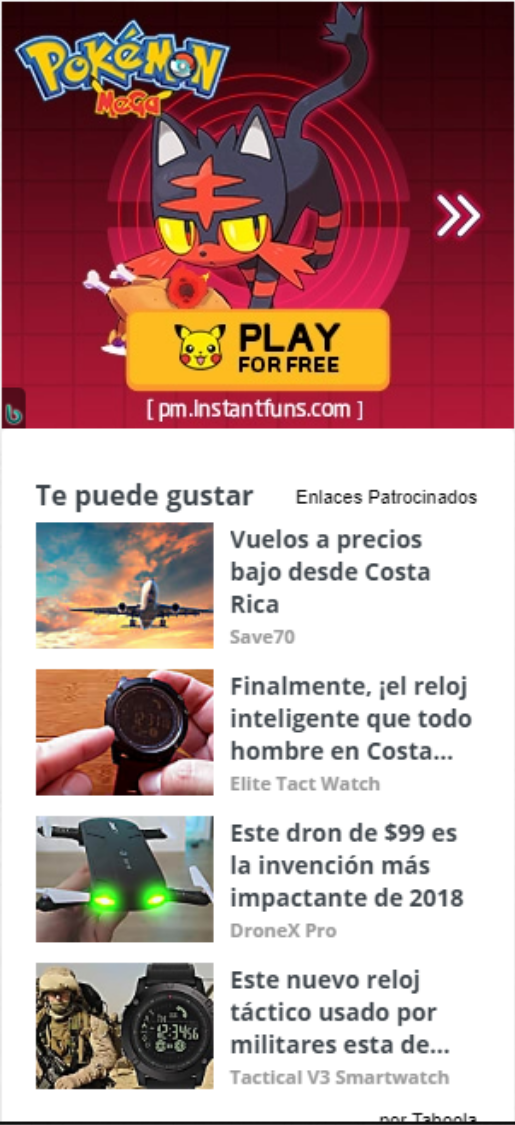 POKéMON
MeGa
PLAY
FOR FREE
[ pm.Instantfuns.com ]
Te puede gustar Enlaces Patrocinados
Vuelos a precios
bajo desde Costa
Rica
Save70
Finalmente, ¡el reloj
inteligente que todo
hombre en Costa...
Elite Tact Watch
Este dron de $99 es
la invención más
impactante de 2018
DroneX Pro
Este nuevo reloj
táctico usado por
militares esta de...
Tactical V3 Smartwatch
por Taboola